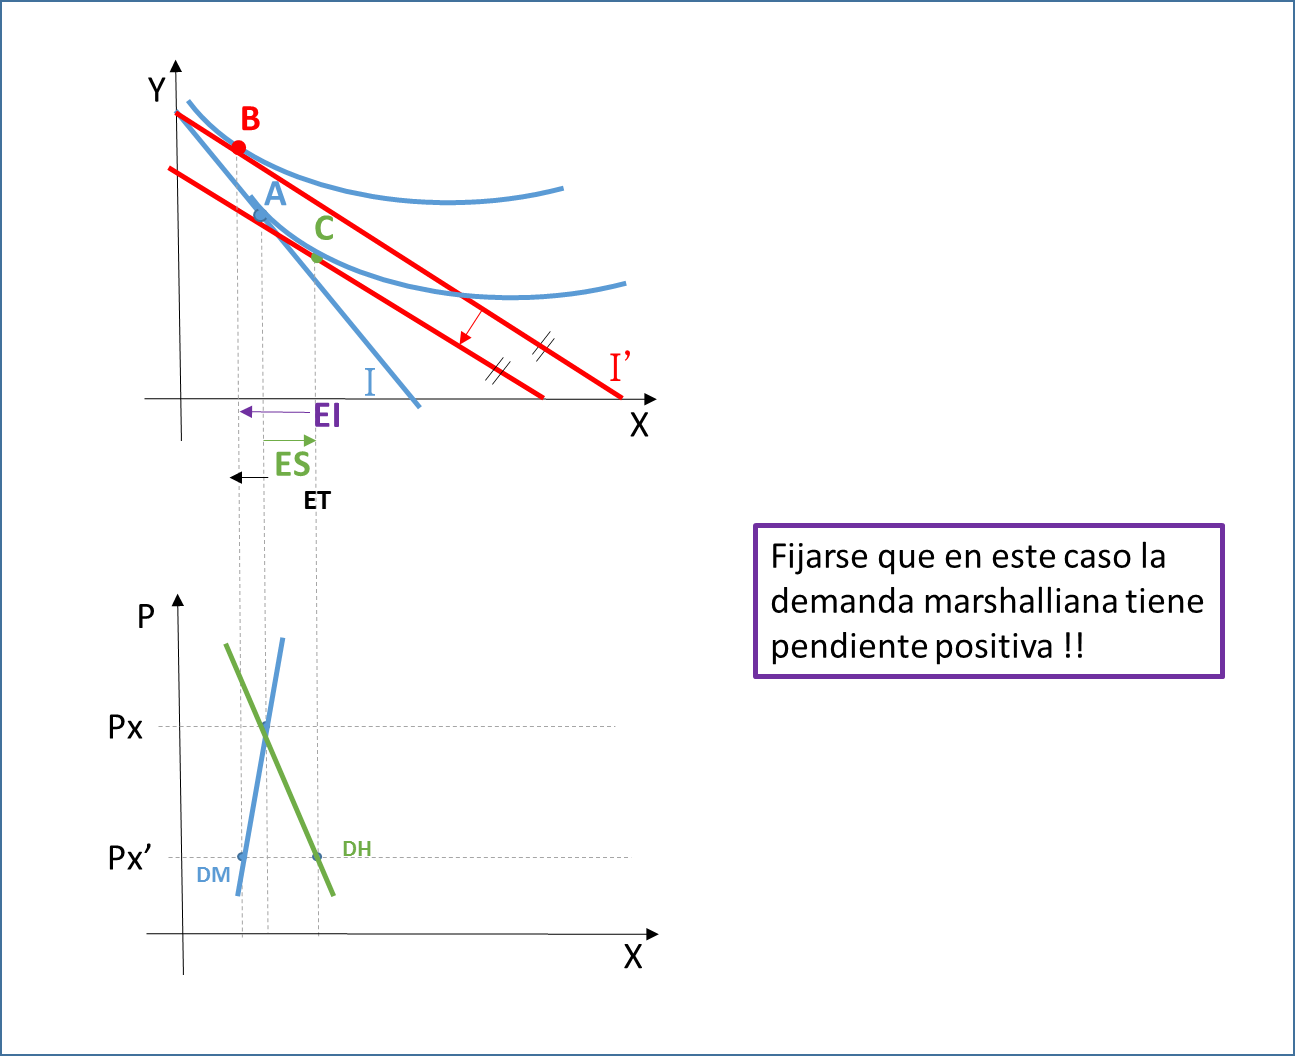 Y
B
A
C
I
I’
EI
X
ES
ET
Fijarse que en este caso la
demanda marshalliana tiene
pendiente positiva !!
P
Px
Px’
DH
DM
X